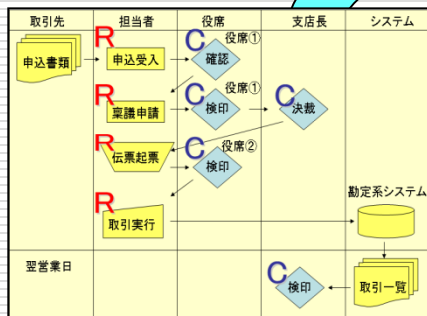 取引先 担当者 役席 支店長 システム
申込書類 R 申込受入 C 確認 役席①
R 稟議申請 C 検印 役席① C 決裁
R 伝票起票 C 検印 役席②
R 取引実行 勘定系システム
翌営業日 C 検印 取引一覧